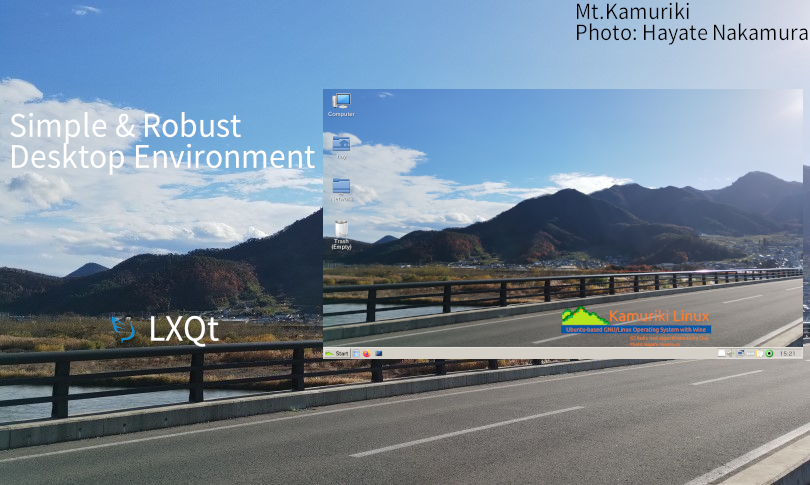 Mt.Kamuriki
Photo: Hayate Nakamura
Simple & Robust
Desktop Environment
LXQt
Computer
Network
Trash
(Empty)
Kamuriki Linux
Ubuntu-based GNU/Linux Operating System with Wine
Start
15:21